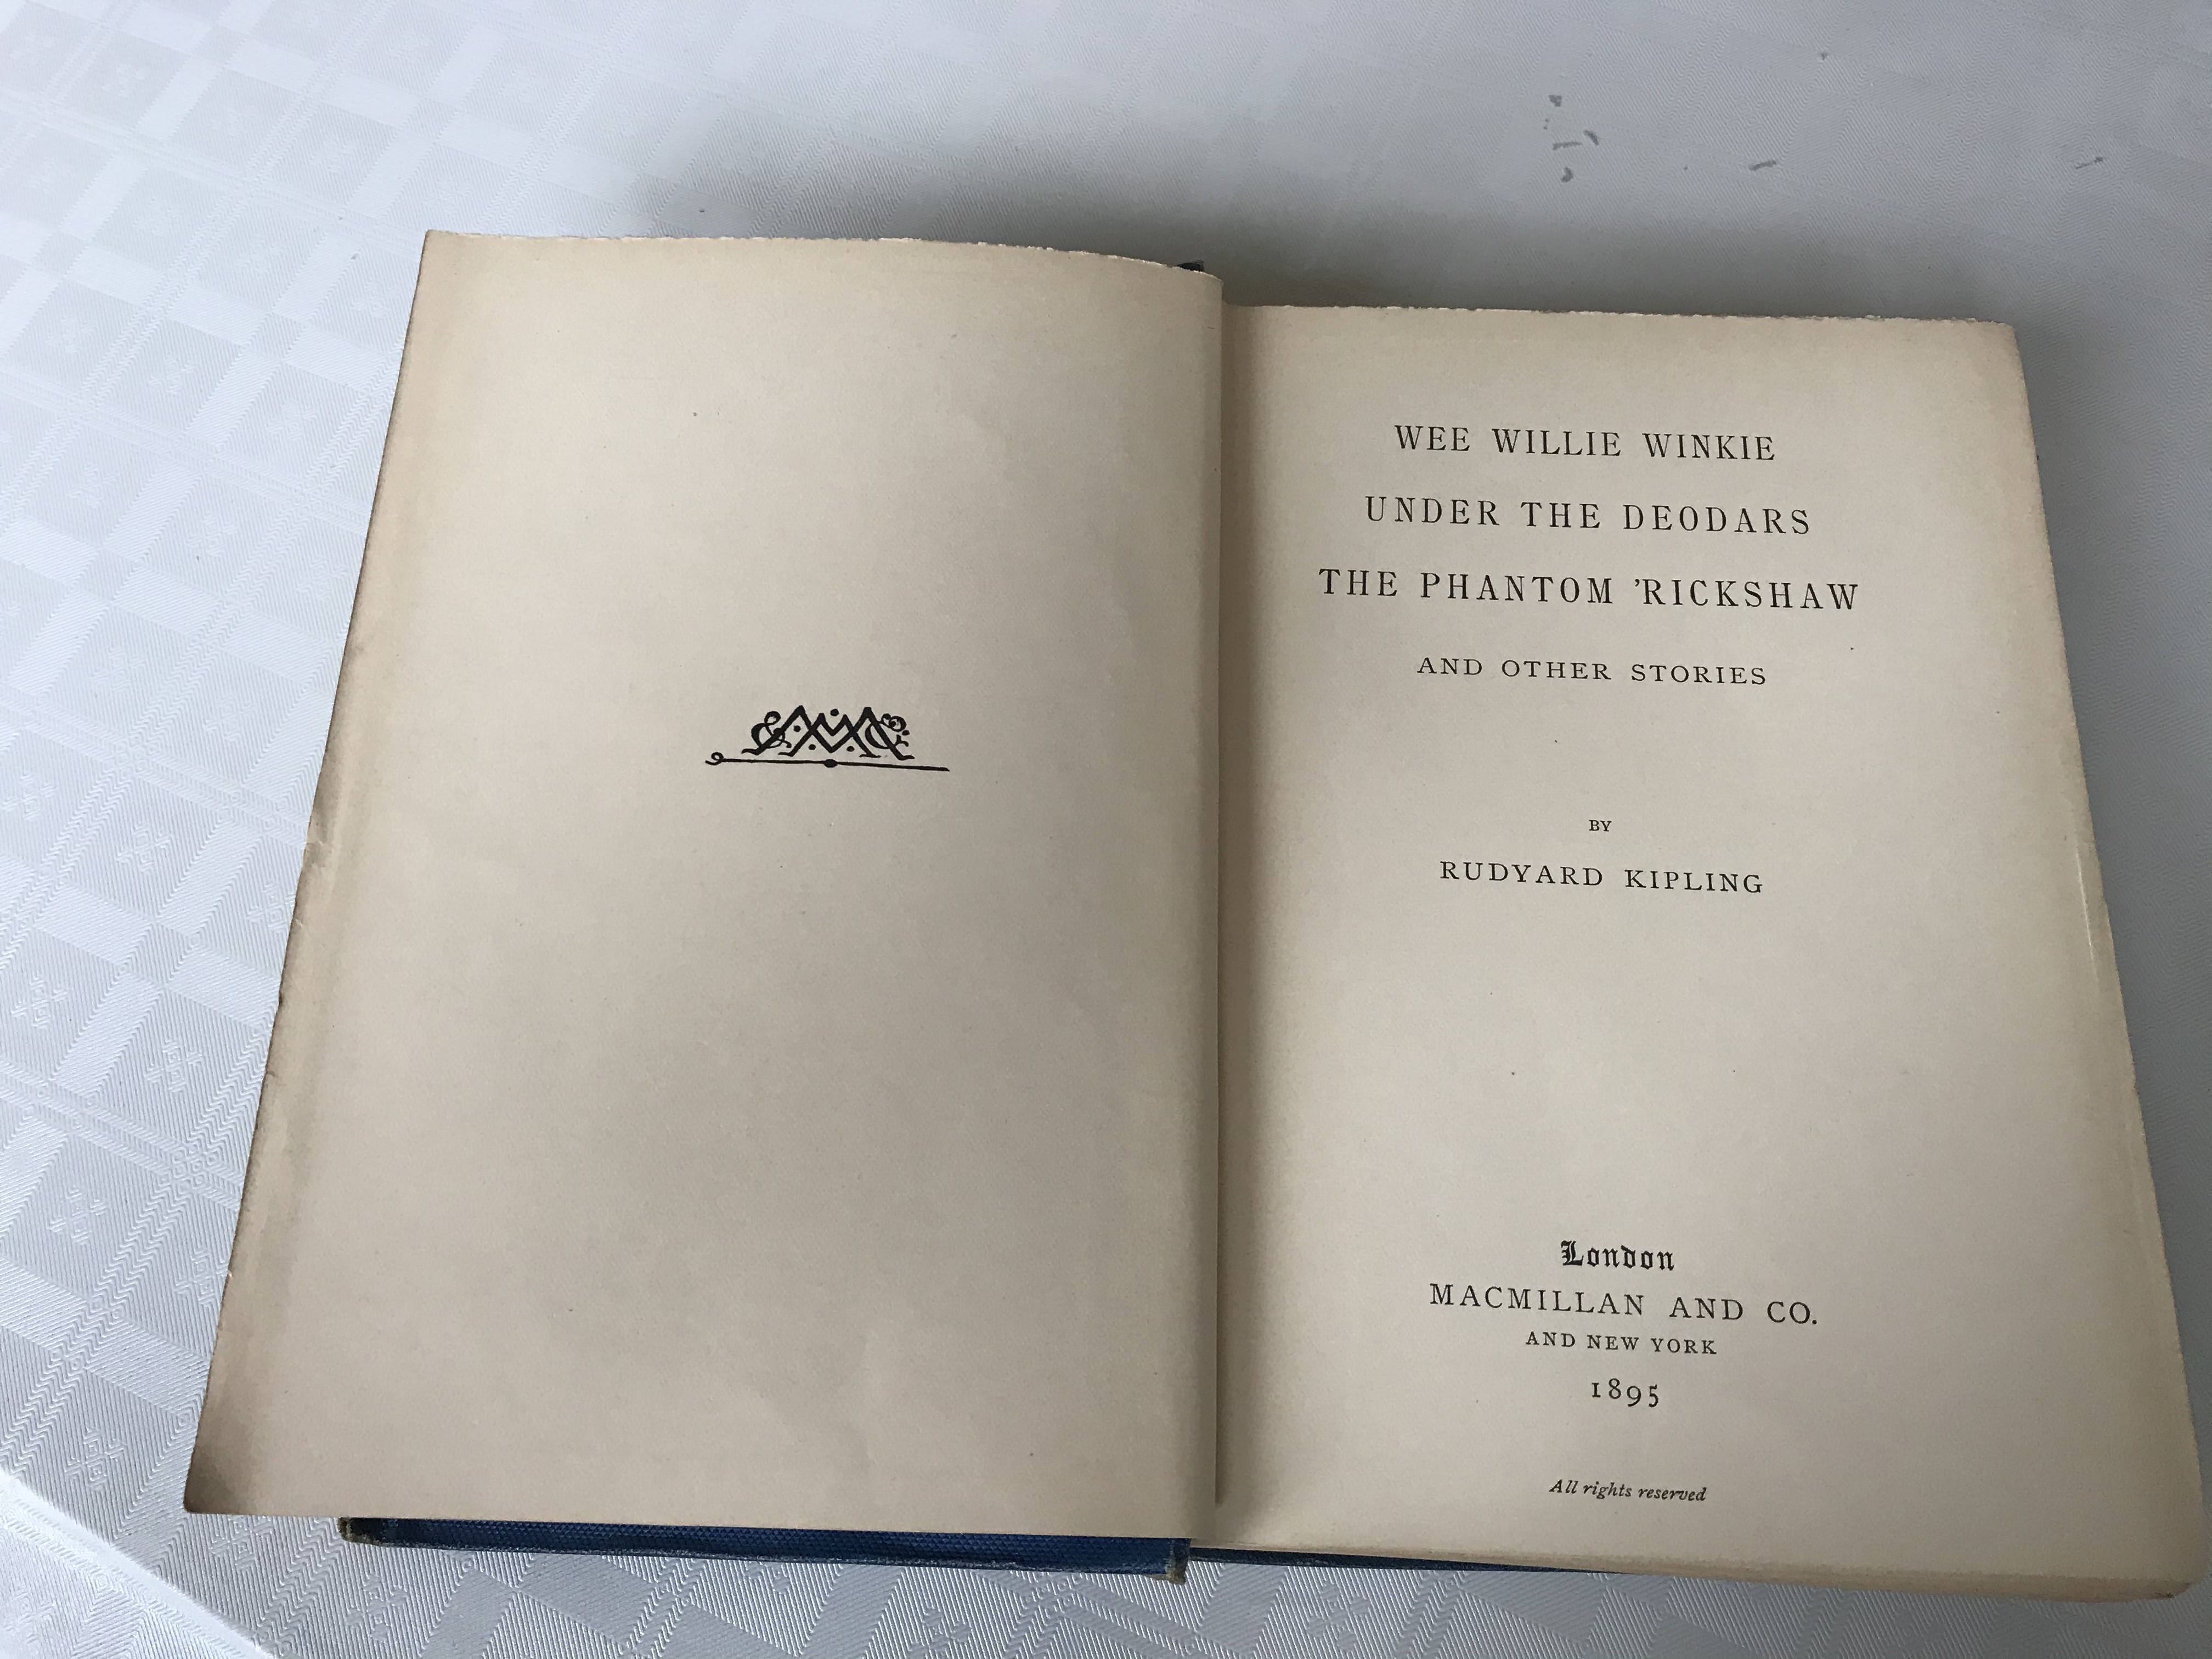 WEE WILLIE WINKIE
UNDER THE DEODARS
THE PHANTOM 'RICKSHAW
AND OTHER STORIES
BY
RUDYARD KIPLING
London
MACMILLAN AND CO.
AND NEW YORK
1895
All rights reserved